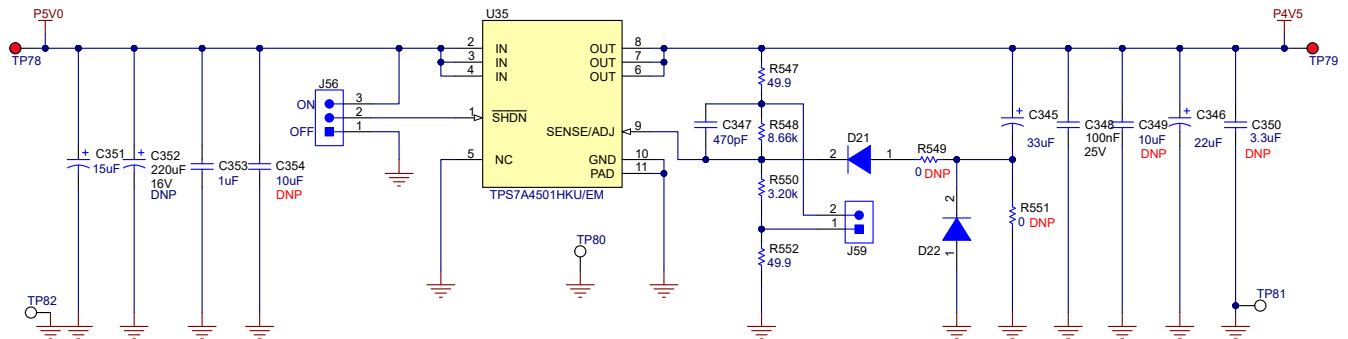 P5V0
TP78
C351
15uF
+
C352
220uF
16V
DNP
+
C353
1uF
C354
10uF
DNP
TP82
J56
ON
OFF
3
2
1
U35
2
3
4
1
5
IN
IN
IN
SHDN
NC
OUT
OUT
OUT
SENSE/ADJ
GND
PAD
8
7
6
9
10
11
TPS7A4501HKU/EM
TP80
R547
49.9
C347
470pF
R548
8.66k
R550
3.20k
R552
49.9
2
1
J59
D21
2
1
R549
0 DNP
D22
2
1
C345
33uF
+
R551
0 DNP
C348
100nF
25V
C349
10uF
DNP
C346
22uF
+
C350
3.3uF
DNP
P4V5
TP79
TP81